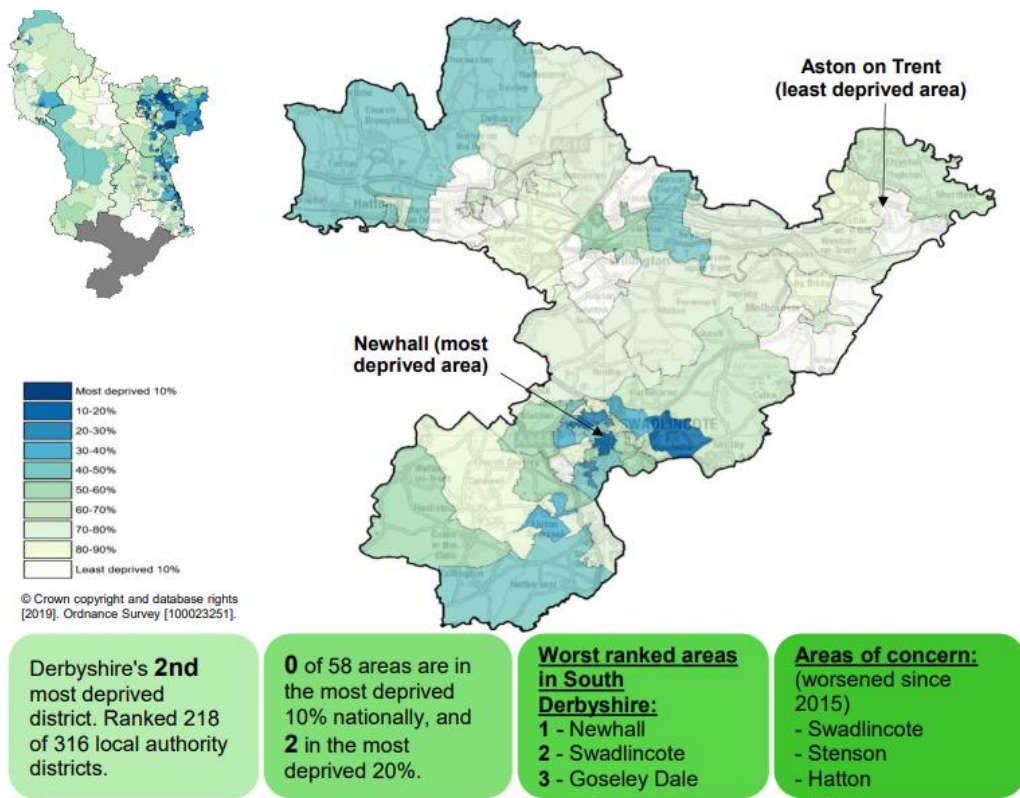 Aston on Trent
(least deprived area)
Newhall (most
deprived area)
SWADLINCOTE
Most deprived 10%
10-20%
20-30%
30-40%
40-50%
50-60%
60-70%
70-80%
80-90%
Least deprived 10%
© Crown copyright and database rights
[2019]. Ordnance Survey [100023251].
Derbyshire's 2nd
most deprived
district. Ranked 218
of 316 local authority
districts.
0 of 58 areas are in
the most deprived
10% nationally, and
2 in the most
deprived 20%.
Worst ranked areas
in South
Derbyshire:
1 - Newhall
2 - Swadlincote
3 - Goseley Dale
Areas of concern:
(worsened since
2015)
- Swadlincote
- Stenson
- Hatton